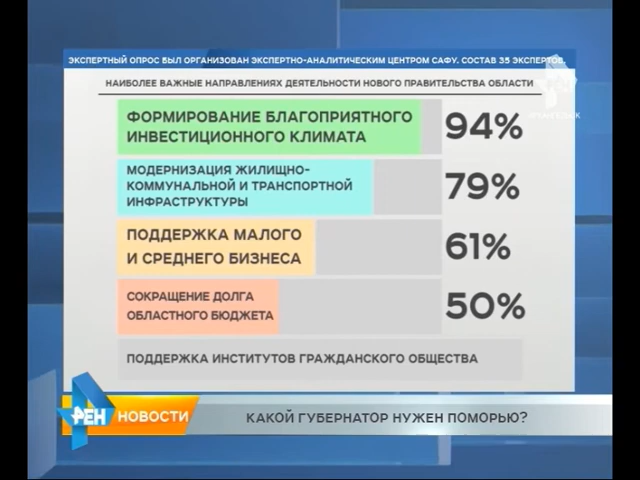 ЭКСПЕРТНЫЙ ОПРОС БЫЛ ОРГАНИЗОВАН ЭКСПЕРТНО-АНАЛИТИЧЕСКИМ ЦЕНТРОМ САФУ. СОСТАВ 35 ЭКСПЕРТОВ.
НАИБОЛЕЕ ВАЖНЫЕ НАПРАВЛЕНИЯХ ДЕЯТЕЛЬНОСТИ НОВОГО ПРАВИТЕЛЬСТВА ОБЛАСТИ
РЕН
ФОРМИРОВАНИЕ БЛАГОПРИЯТНОГО
ИНВЕСТИЦИОННОГО КЛИМАТА
94%
МОДЕРНИЗАЦИЯ ЖИЛИЩНО-
КОММУНАЛЬНОЙ И ТРАНСПОРТНОЙ
ИНФРАСТРУКТУРЫ
79%
ПОДДЕРЖКА МАЛОГО
И СРЕДНЕГО БИЗНЕСА
61%
СОКРАЩЕНИЕ ДОЛГА
ОБЛАСТНОГО БЮДЖЕТА
50%
ПОДДЕРЖКА ИНСТИТУТОВ ГРАЖДАНСКОГО ОБЩЕСТВА
РЕН НОВОСТИ
КАКОЙ ГУБЕРНАТОР НУЖЕН ПОМОРЬЮ?